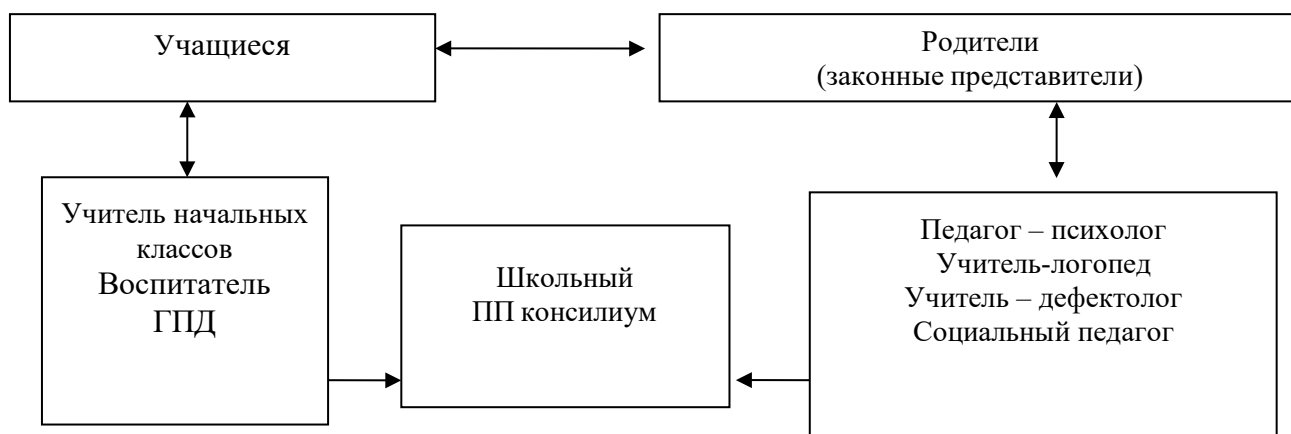 Учащиеся
Родители
(законные представители)
Учитель начальных
классов
Воспитатель
ГПД
Школьный
ПП консилиум
Педагог – психолог
Учитель-логопед
Учитель – дефектолог
Социальный педагог